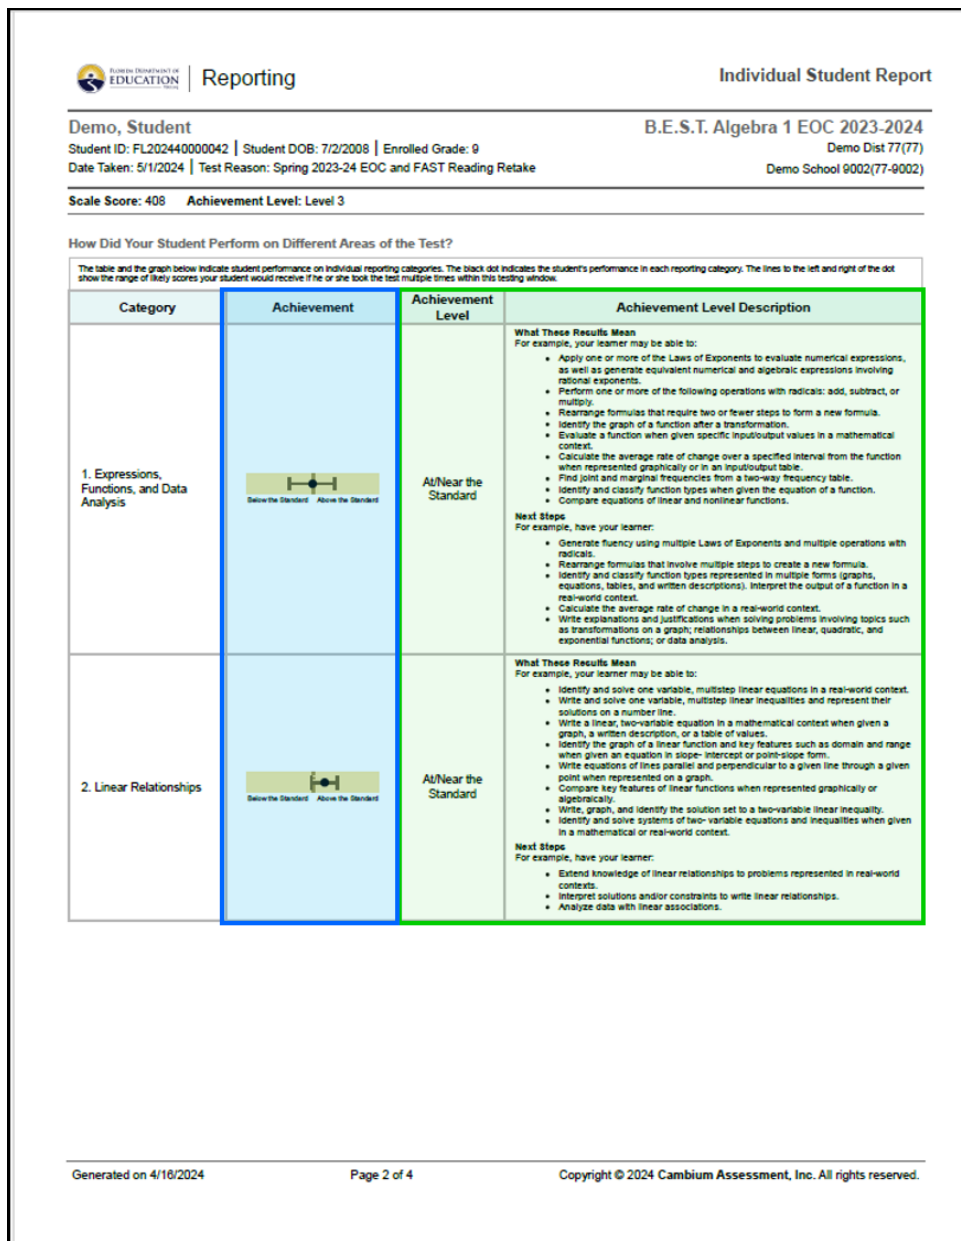 FLORIDA DEPARTMENT OF
EDUCATION
Reporting
Individual Student Report
Demo, Student
B.E.S.T. Algebra 1 EOC 2023-2024
Student ID: FL202440000042 | Student DOB: 7/2/2008 | Enrolled Grade: 9
Demo Dist 77(77)
Date Taken: 5/1/2024 | Test Reason: Spring 2023-24 EOC and FAST Reading Retake
Demo School 9002(77-9002)
Scale Score: 408 Achievement Level: Level 3
How Did Your Student Perform on Different Areas of the Test?
The table and the graph below indicate student performance on individual reporting categories. The black dot indicates the student's performance in each reporting category. The lines to the left and right of the dot
show the range of likely scores your student would receive if he or she took the test multiple times within this testing window.
Category
Achievement
Achievement
Level
Achievement Level Description
1. Expressions,
Functions, and Data
Analysis
Below the Standard Above the Standard
At/Near the
Standard
What These Results Mean
For example, your learner may be able to:
• Apply one or more of the Laws of Exponents to evaluate numerical expressions,
as well as generate equivalent numerical and algebraic expressions involving
rational exponents.
• Perform one or more of the following operations with radicals: add, subtract, or
multiply.
• Rearrange formulas that require two or fewer steps to form a new formula.
• Identify the graph of a function after a transformation.
• Evaluate a function when given specific input/output values in a mathematical
context.
• Calculate the average rate of change over a specified interval from the function
when represented graphically or in an input/output table.
• Find joint and marginal frequencies from a two-way frequency table.
• Identify and classify function types when given the equation of a function.
• Compare equations of linear and nonlinear functions.
Next Steps
For example, have your learner:
• Generate fluency using multiple Laws of Exponents and multiple operations with
radicals.
• Rearrange formulas that involve multiple steps to create a new formula.
• Identify and classify function types represented in multiple forms (graphs,
equations, tables, and written descriptions). Interpret the output of a function in a
real-world context.
• Calculate the average rate of change in a real-world context.
• Write explanations and justifications when solving problems involving topics such
as transformations on a graph; relationships between linear, quadratic, and
exponential functions; or data analysis.
2. Linear Relationships
Below the Standard Above the Standard
At/Near the
Standard
What These Results Mean
For example, your learner may be able to:
• Identify and solve one variable, multistep linear equations in a real-world context.
• Write and solve one variable, multistep linear inequalities and represent their
solutions on a number line.
• Write a linear, two-variable equation in a mathematical context when given a
graph, a written description, or a table of values.
• Identify the graph of a linear function and key features such as domain and range
when given an equation in slope- intercept or point-slope form.
• Write equations of lines parallel and perpendicular to a given line through a given
point when represented on a graph.
• Compare key features of linear functions when represented graphically or
algebraically.
• Write, graph, and identify the solution set to a two-variable linear inequality.
• Identify and solve systems of two- variable equations and inequalities when given
in a mathematical or real-world context.
Next Steps
For example, have your learner:
• Extend knowledge of linear relationships to problems represented in real-world
contexts.
• Interpret solutions and/or constraints to write linear relationships.
• Analyze data with linear associations.
Generated on 4/16/2024
Page 2 of 4
Copyright © 2024 Cambium Assessment, Inc. All rights reserved.